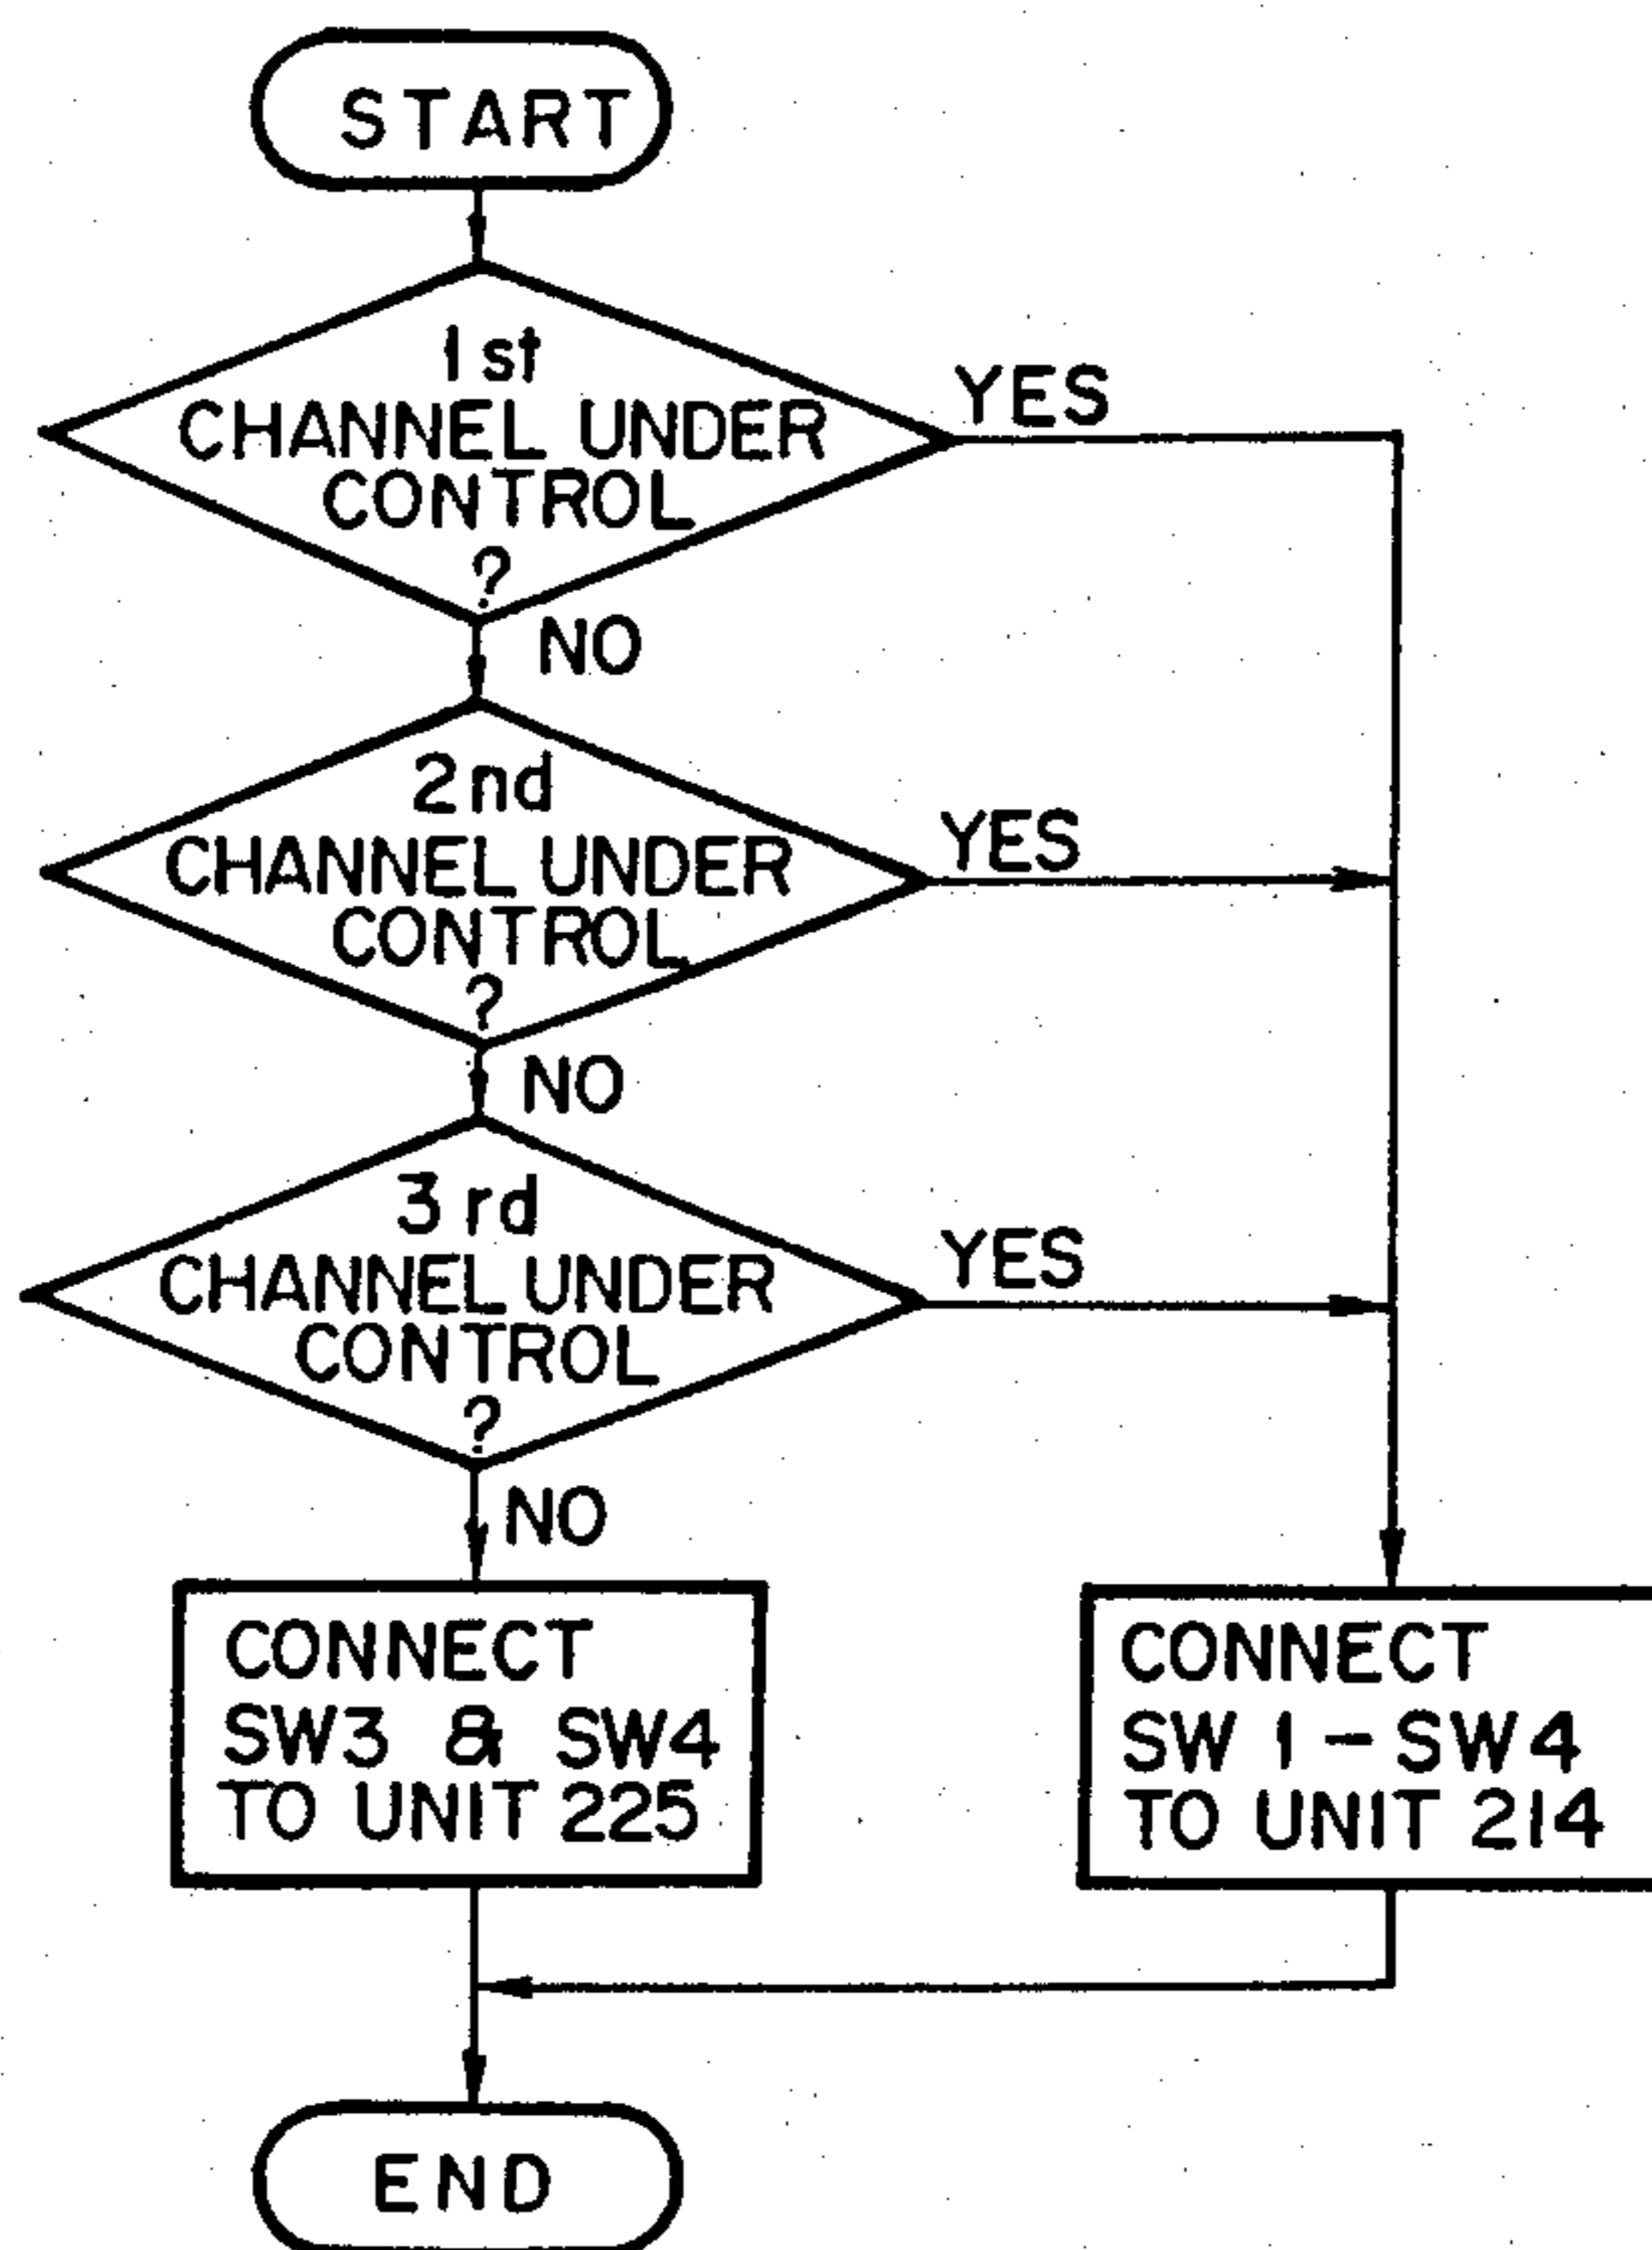 START
1st
CHANNEL UNDER
CONTROL
?
YES
NO
2nd
CHANNEL UNDER
CONTROL
?
YES
NO
3rd
CHANNEL UNDER
CONTROL
?
YES
NO
CONNECT
SW3 & SW4
TO UNIT 225
CONNECT
SW1-SW4
TO UNIT 214
END